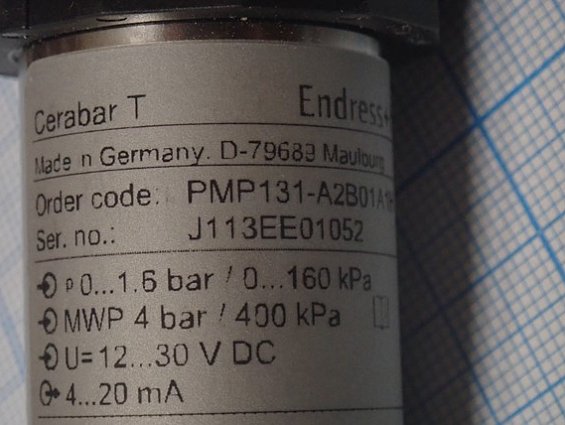 Cerabar T Endress+
Made n Germany. D-79689 Maulburg
Order code: PMP131-A2B01A1
Ser. no.: J113EE01052
p 0...1.6 bar / 0...160 kPa
MWP 4 bar / 400 kPa
U= 12...30 V DC
4...20 mA